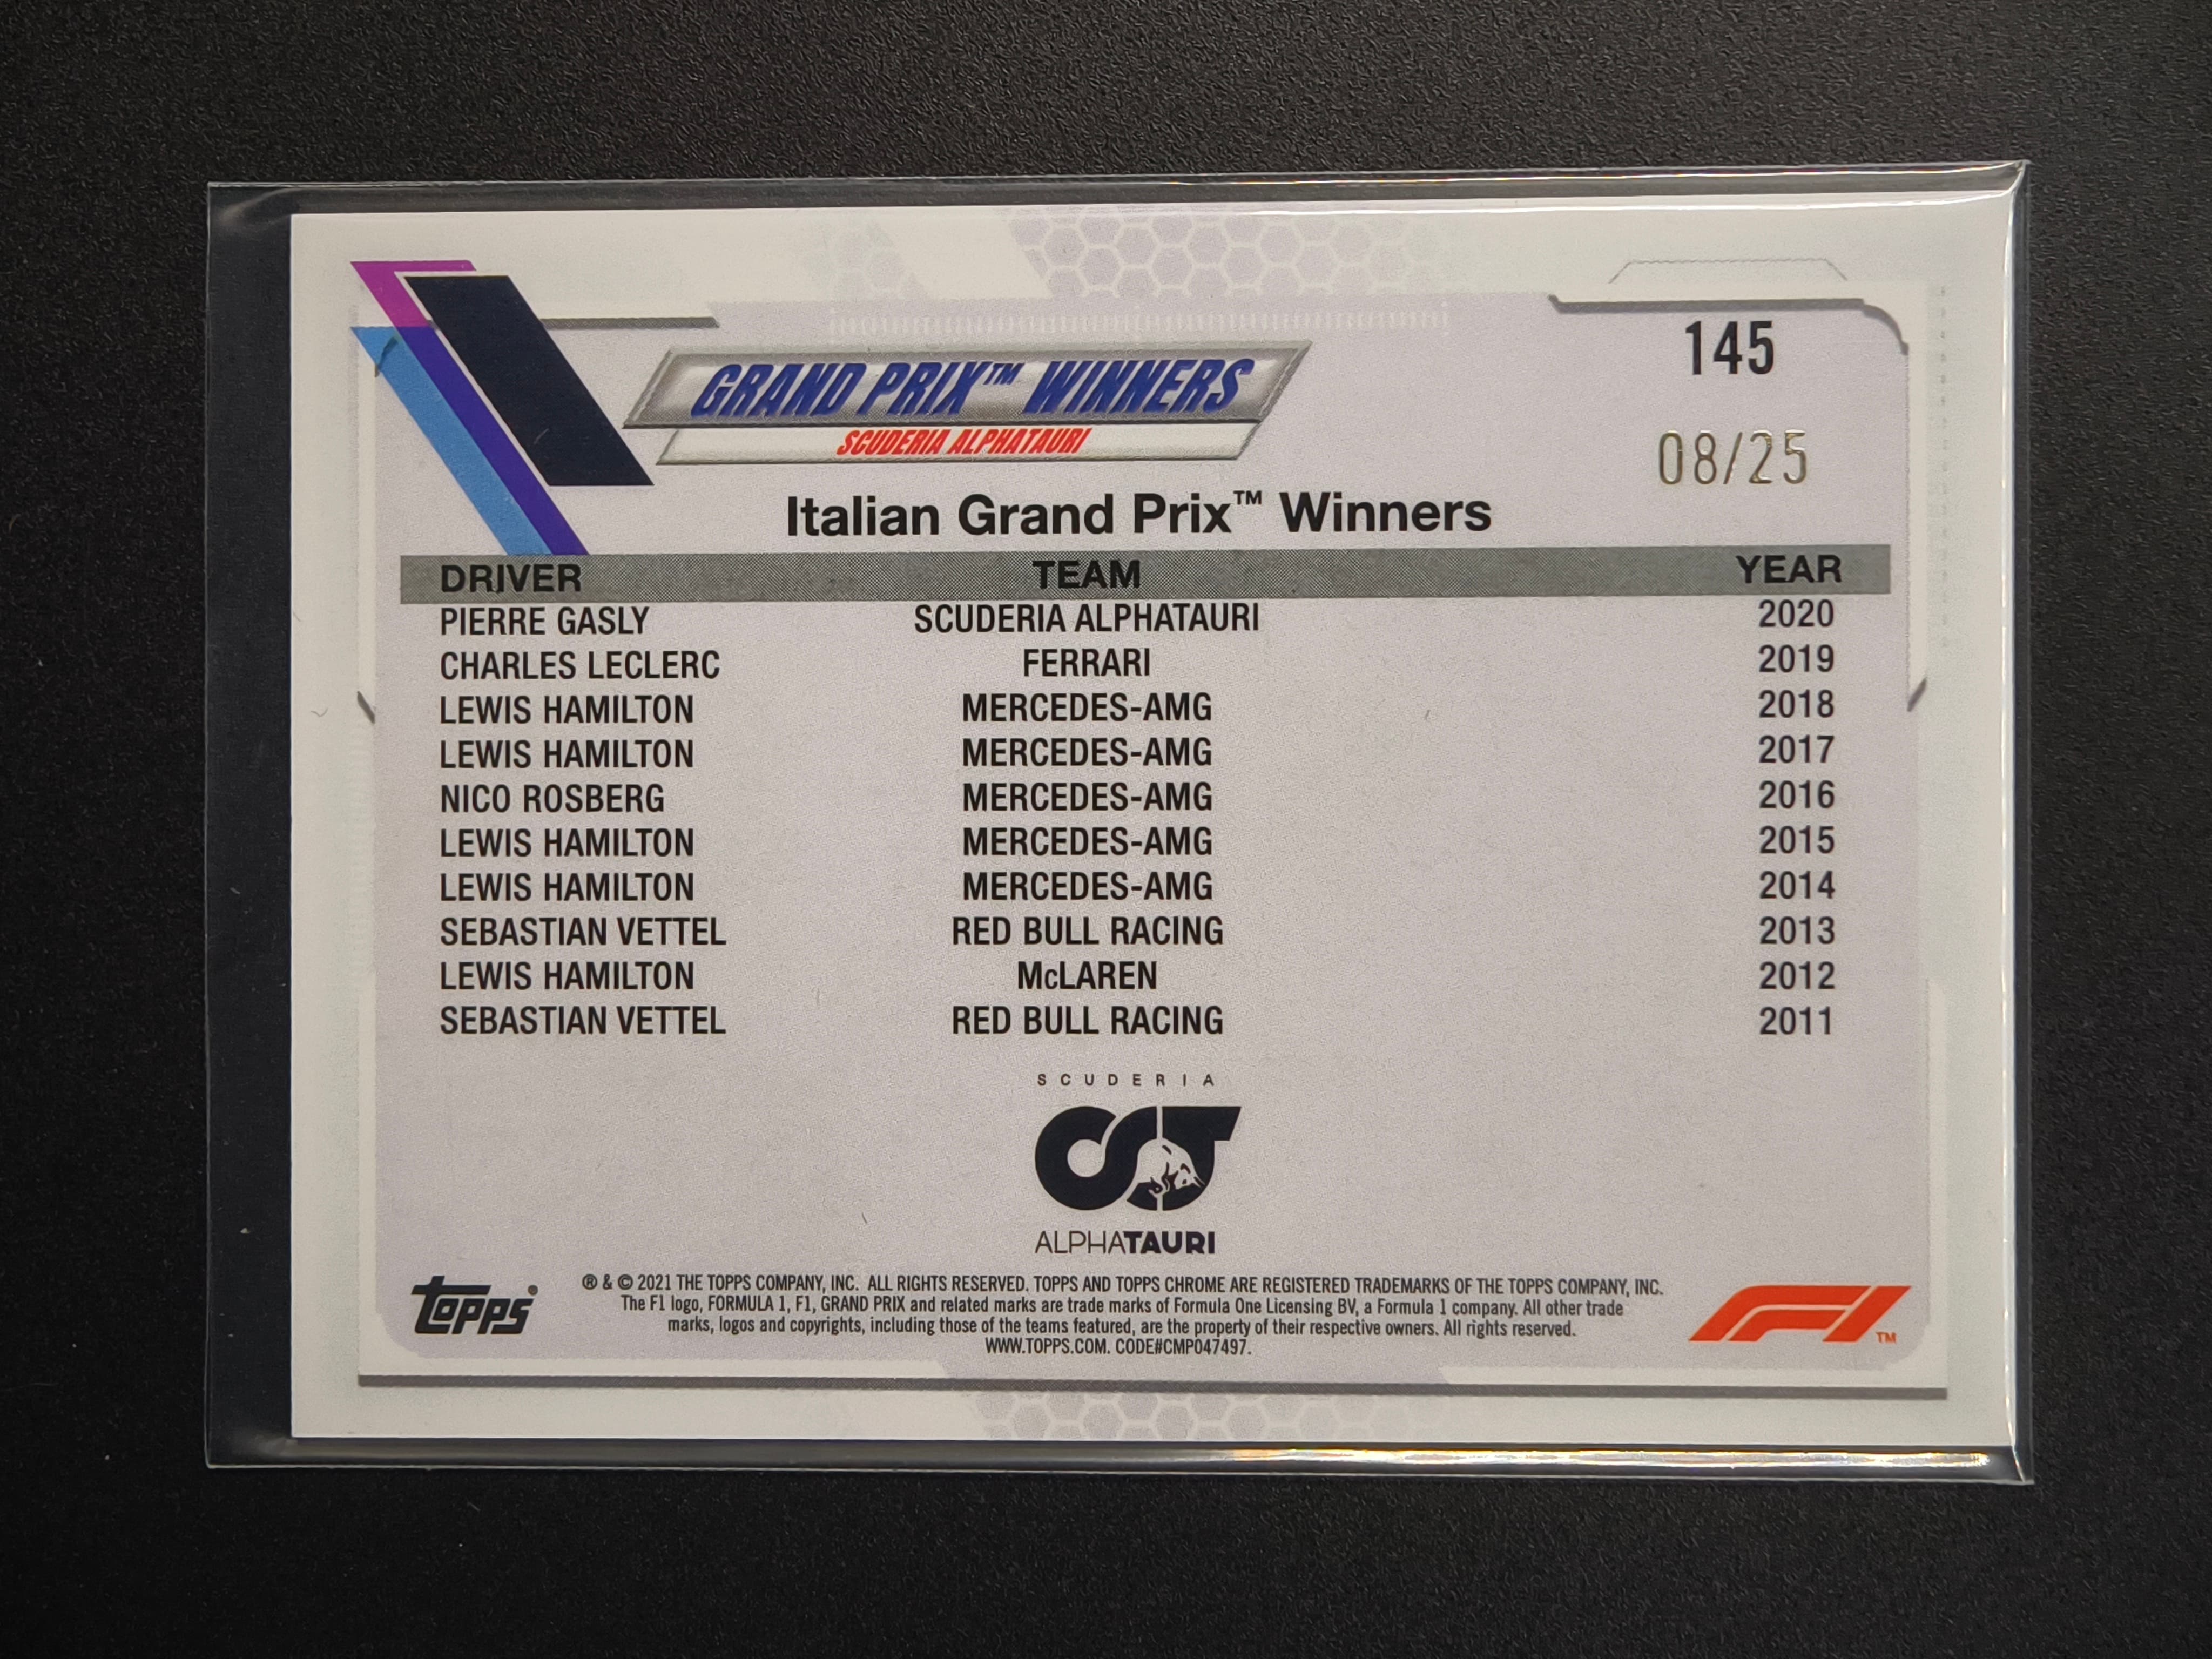 145
GRAND PRIX™ WINNERS
SCUDERIA ALPHATAURI
08/25
Italian Grand Prix™ Winners
DRIVER TEAM YEAR
PIERRE GASLY SCUDERIA ALPHATAURI 2020
CHARLES LECLERC FERRARI 2019
LEWIS HAMILTON MERCEDES-AMG 2018
LEWIS HAMILTON MERCEDES-AMG 2017
NICO ROSBERG MERCEDES-AMG 2016
LEWIS HAMILTON MERCEDES-AMG 2015
LEWIS HAMILTON MERCEDES-AMG 2014
SEBASTIAN VETTEL RED BULL RACING 2013
LEWIS HAMILTON McLAREN 2012
SEBASTIAN VETTEL RED BULL RACING 2011
SCUDERIA
AT
ALPHATAURI
Topps®
® & © 2021 THE TOPPS COMPANY, INC. ALL RIGHTS RESERVED. TOPPS AND TOPPS CHROME ARE REGISTERED TRADEMARKS OF THE TOPPS COMPANY, INC.
The F1 logo, FORMULA 1, F1, GRAND PRIX and related marks are trade marks of Formula One Licensing BV, a Formula 1 company. All other trade
marks, logos and copyrights, including those of the teams featured, are the property of their respective owners. All rights reserved.
WWW.TOPPS.COM. CODE#CMP047497.
F1™